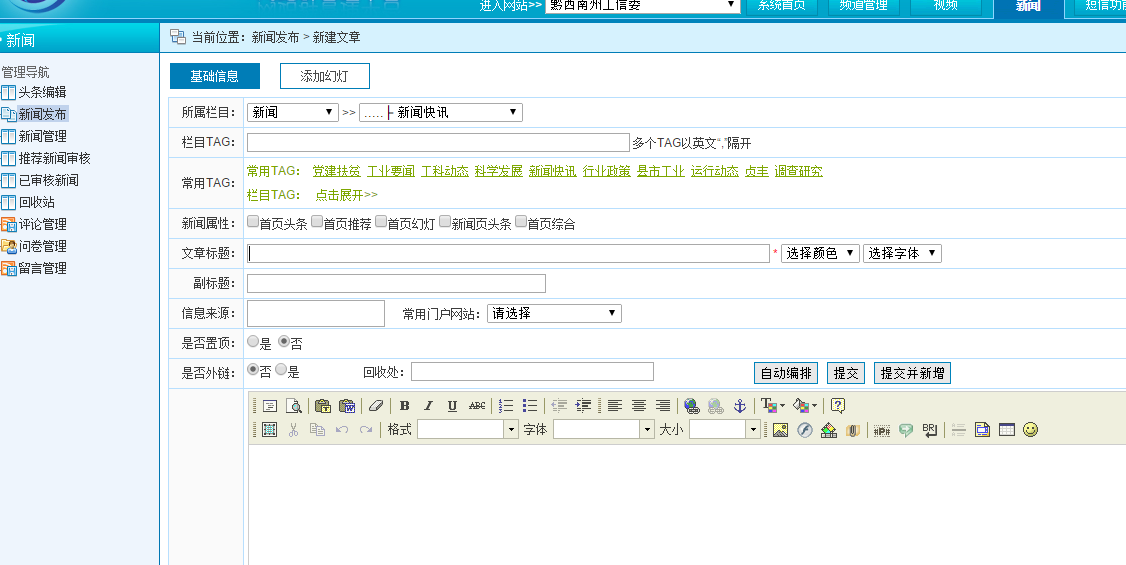 进入网站>> 黔西南州工信委 系统首页 频道管理 视频 新闻 短信功能
新闻
当前位置：新闻发布 > 新建文章
管理导航
头条编辑
新闻发布
新闻管理
推荐新闻审核
已审核新闻
回收站
评论管理
问卷管理
留言管理
基础信息 添加幻灯
所属栏目： 新闻 >> .....├ 新闻快讯
栏目TAG： 多个TAG以英文“,”隔开
常用TAG： 常用TAG： 党建扶贫 工业要闻 工科动态 科学发展 新闻快讯 行业政策 县市工业 运行动态 贞丰 调查研究
栏目TAG： 点击展开>>
新闻属性： 首页头条 首页推荐 首页幻灯 新闻页头条 首页综合
文章标题： * 选择颜色 选择字体
副标题：
信息来源： 常用门户网站： 请选择
是否置顶： 是 否
是否外链： 否 是 回收处： 自动编排 提交 提交并新增
B I U ABC
格式 字体 大小 BR